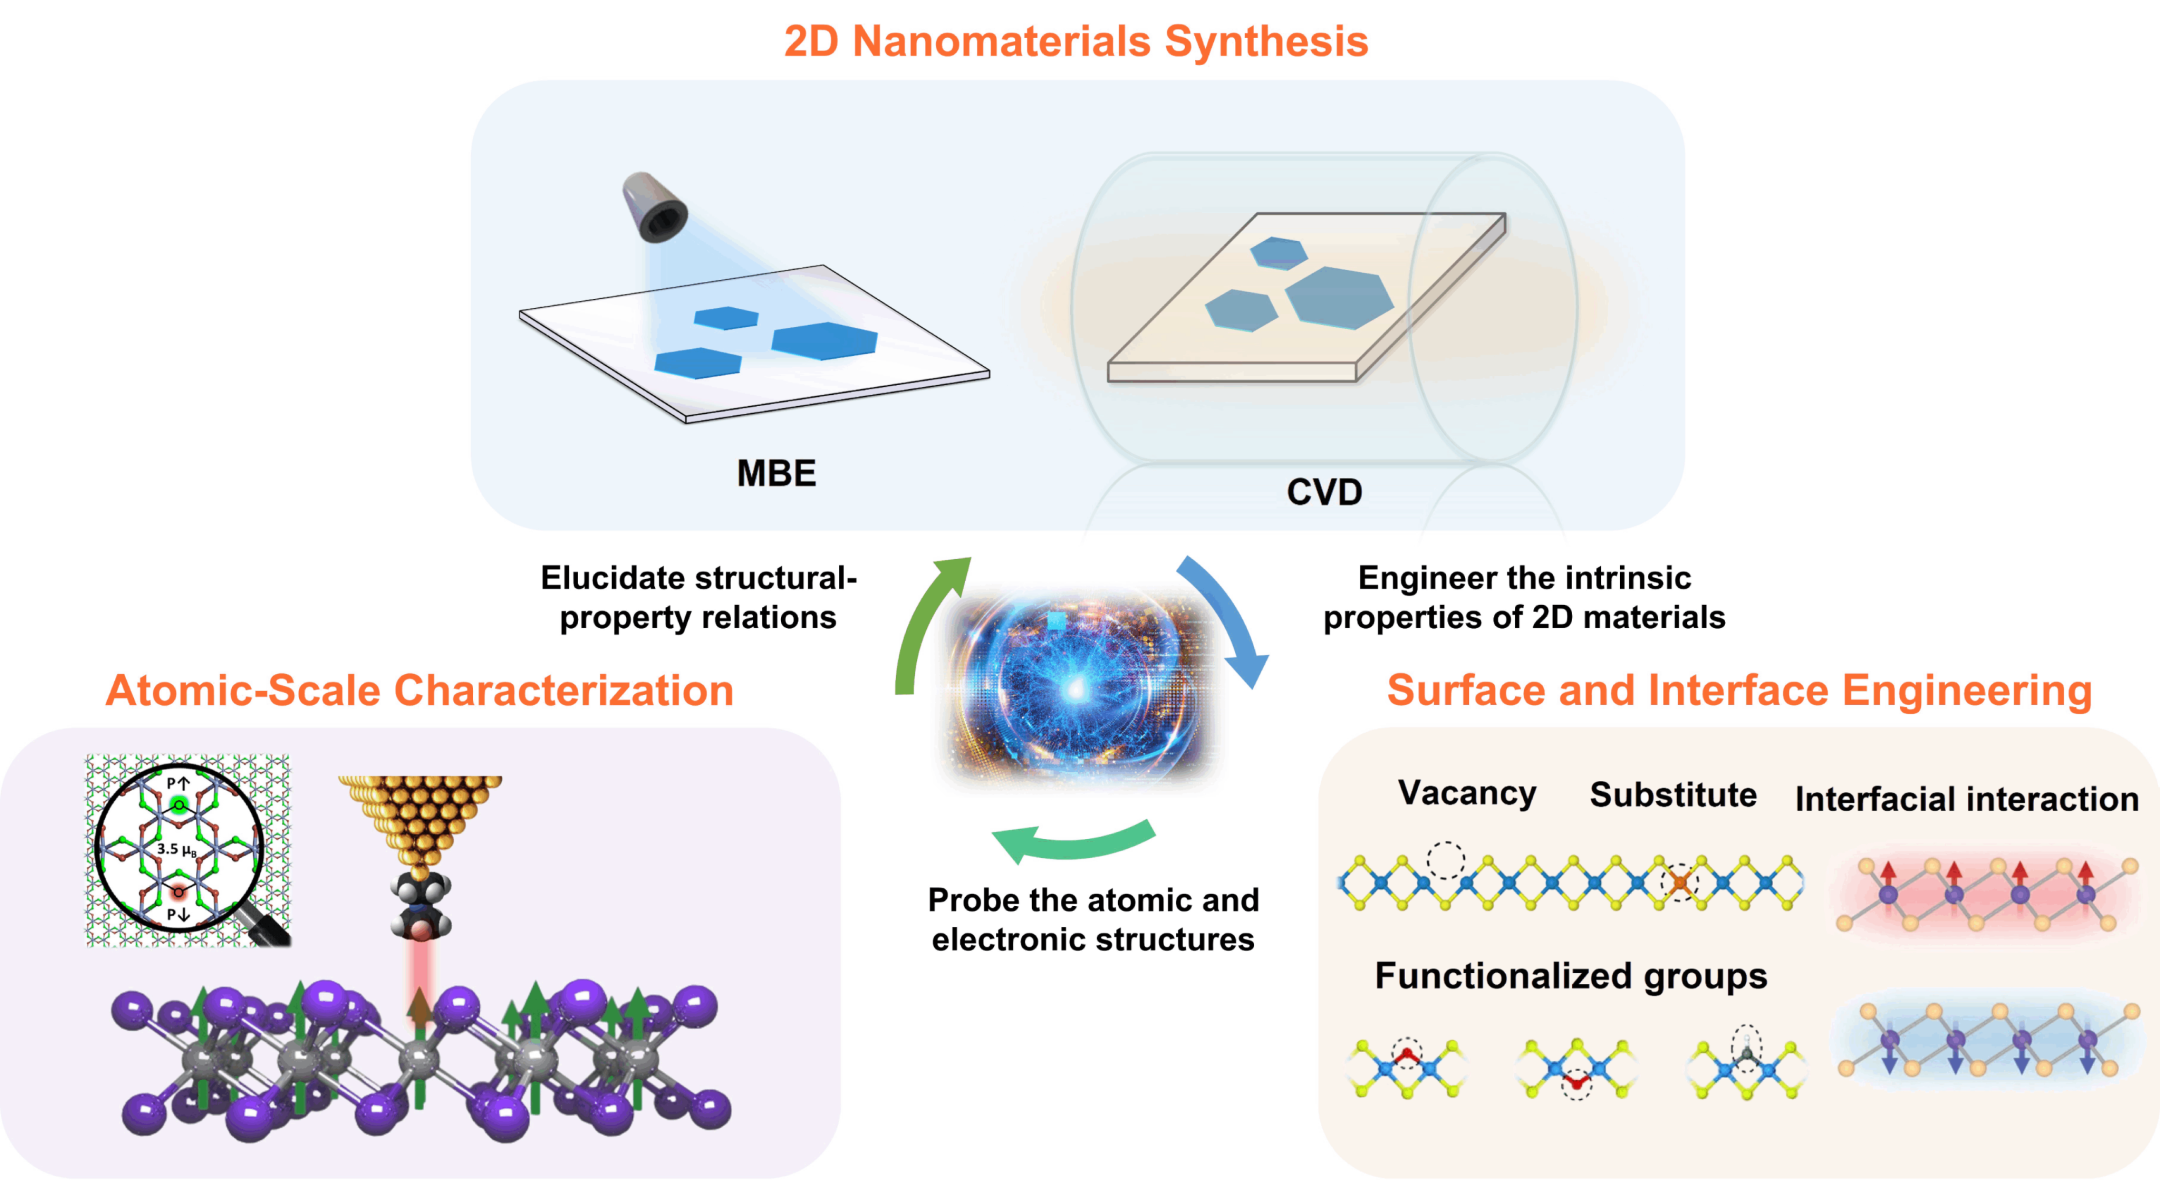 2D Nanomaterials Synthesis
MBE
CVD
Elucidate structural-
property relations
Engineer the intrinsic
properties of 2D materials
Atomic-Scale Characterization
Surface and Interface Engineering
P↑
3.5 μB
P↓
Probe the atomic and
electronic structures
Vacancy
Substitute
Interfacial interaction
Functionalized groups